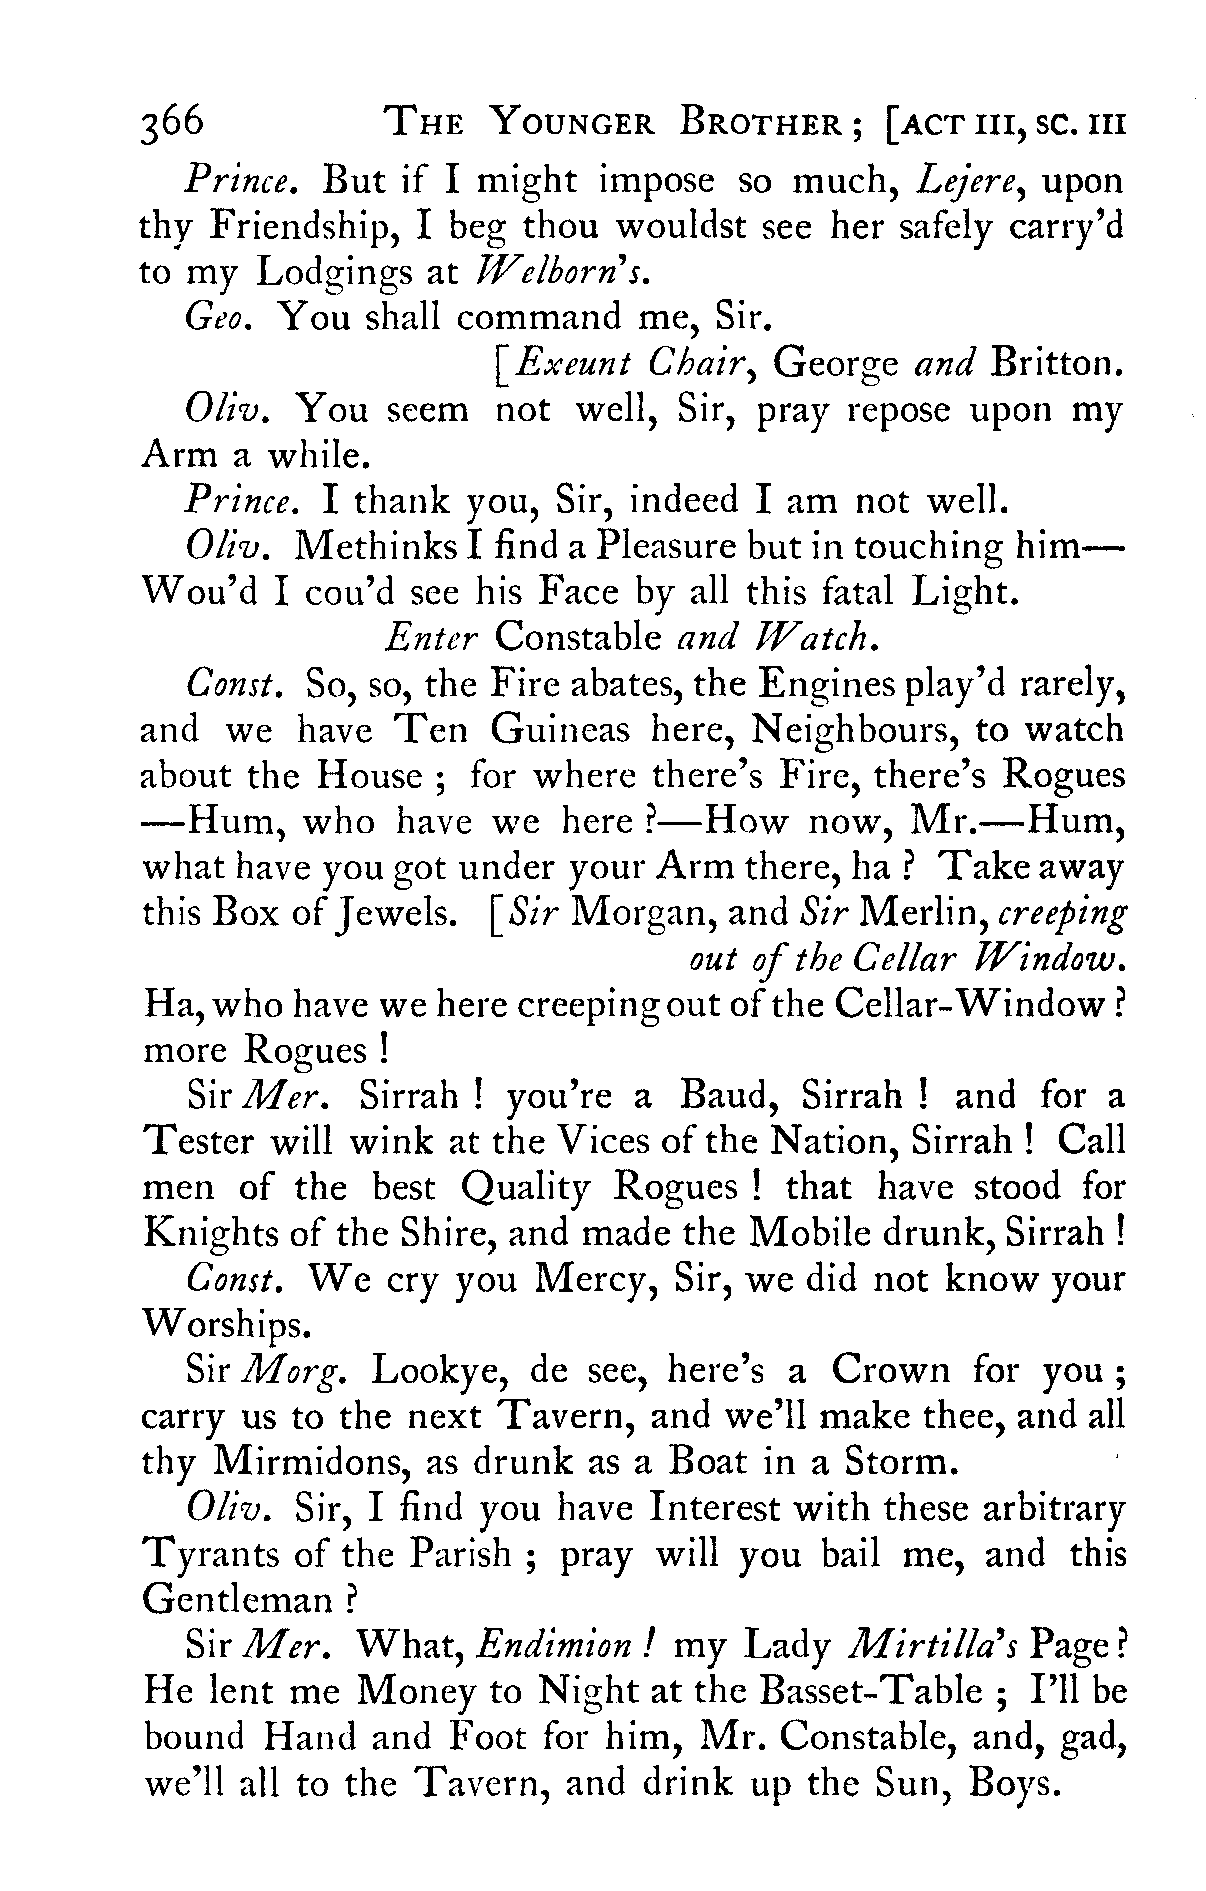 366 THE YOUNGER BROTHER ; [ACT III, SC. III
Prince. But if I might impose so much, Lejere, upon
thy Friendship, I beg thou wouldst see her safely carry'd
to my Lodgings at Welborn's.
Geo. You shall command me, Sir.
[Exeunt Chair, George and Britton.
Oliv. You seem not well, Sir, pray repose upon my
Arm a while.
Prince. I thank you, Sir, indeed I am not well.
Oliv. Methinks I find a Pleasure but in touching him—
Wou'd I cou'd see his Face by all this fatal Light.
Enter Constable and Watch.
Const. So, so, the Fire abates, the Engines play'd rarely,
and we have Ten Guineas here, Neighbours, to watch
about the House ; for where there's Fire, there's Rogues
—Hum, who have we here ?—How now, Mr.—Hum,
what have you got under your Arm there, ha ? Take away
this Box of Jewels. [Sir Morgan, and Sir Merlin, creeping
out of the Cellar Window.
Ha, who have we here creeping out of the Cellar-Window ?
more Rogues !
Sir Mer. Sirrah ! you're a Baud, Sirrah ! and for a
Tester will wink at the Vices of the Nation, Sirrah ! Call
men of the best Quality Rogues ! that have stood for
Knights of the Shire, and made the Mobile drunk, Sirrah !
Const. We cry you Mercy, Sir, we did not know your
Worships.
Sir Morg. Lookye, de see, here's a Crown for you ;
carry us to the next Tavern, and we'll make thee, and all
thy Mirmidons, as drunk as a Boat in a Storm.
Oliv. Sir, I find you have Interest with these arbitrary
Tyrants of the Parish ; pray will you bail me, and this
Gentleman ?
Sir Mer. What, Endimion ! my Lady Mirtilla's Page ?
He lent me Money to Night at the Basset-Table ; I'll be
bound Hand and Foot for him, Mr. Constable, and, gad,
we'll all to the Tavern, and drink up the Sun, Boys.